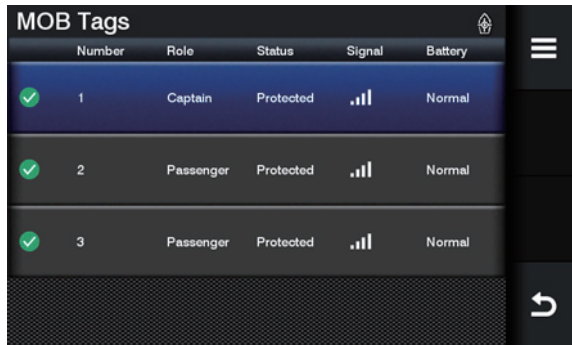 MOB Tags
Number Role Status Signal Battery
1 Captain Protected Normal
2 Passenger Protected Normal
3 Passenger Protected Normal